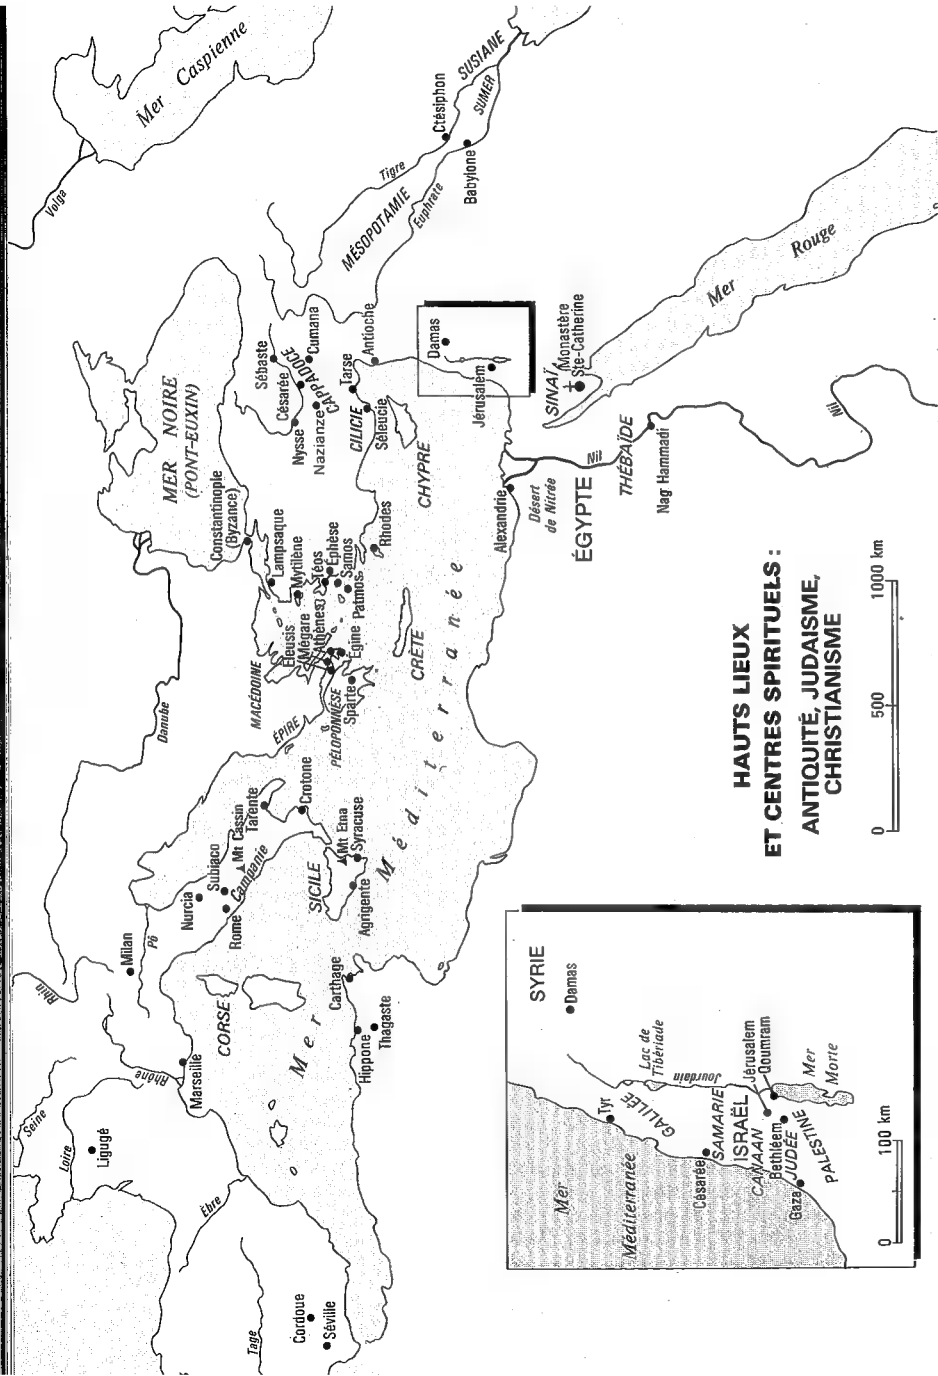 Mer Caspienne
Volga
MER NOIRE
(PONT-EUXIN)
Danube
Rhin
Seine
Loire
Ligugé
Rhône
Marseille
Milan
Pô
Nurcia
Subiaco
Rome
Mt Cassin
Campanie
Tarente
Crotone
CORSE
SICILE
Mt Etna
Syracuse
Agrigente
Carthage
Hippone
Thagaste
Èbre
Tage
Cordoue
Séville
Mer Méditerranée
MACÉDOINE
ÉPIRE
PÉLOPONNÈSE
Sparte
Éleusis
Mégare
Athènes
Égine
Constantinople
(Byzance)
Lampsaque
Mytilène
Téos
Éphèse
Samos
Patmos
Rhodes
CRÈTE
CHYPRE
Sébaste
Césarée
CAPPADOCE
Cumana
Nysse
Nazianze
Tarse
CILICIE
Séleucie
Antioche
Damas
Jérusalem
MÉSOPOTAMIE
Tigre
Euphrate
Ctésiphon
Babylone
SUSIANE
SUMER
SINAÏ
Monastère
Ste-Catherine
Mer Rouge
Alexandrie
Désert
de Nitrée
ÉGYPTE
Nil
THÉBAÏDE
Nag Hammadi
Nil
HAUTS LIEUX
ET CENTRES SPIRITUELS :
ANTIQUITÉ, JUDAISME,
CHRISTIANISME
0 500 1000 km
SYRIE
Damas
Mer
Méditerranée
Tyr
GALILÉE
Lac de
Tibériade
Jourdain
Césarée
SAMARIE
ISRAËL
CANAAN
Jérusalem
Qoumram
Bethléem
JUDÉE
PALESTINE
Gaza
Mer
Morte
0 100 km